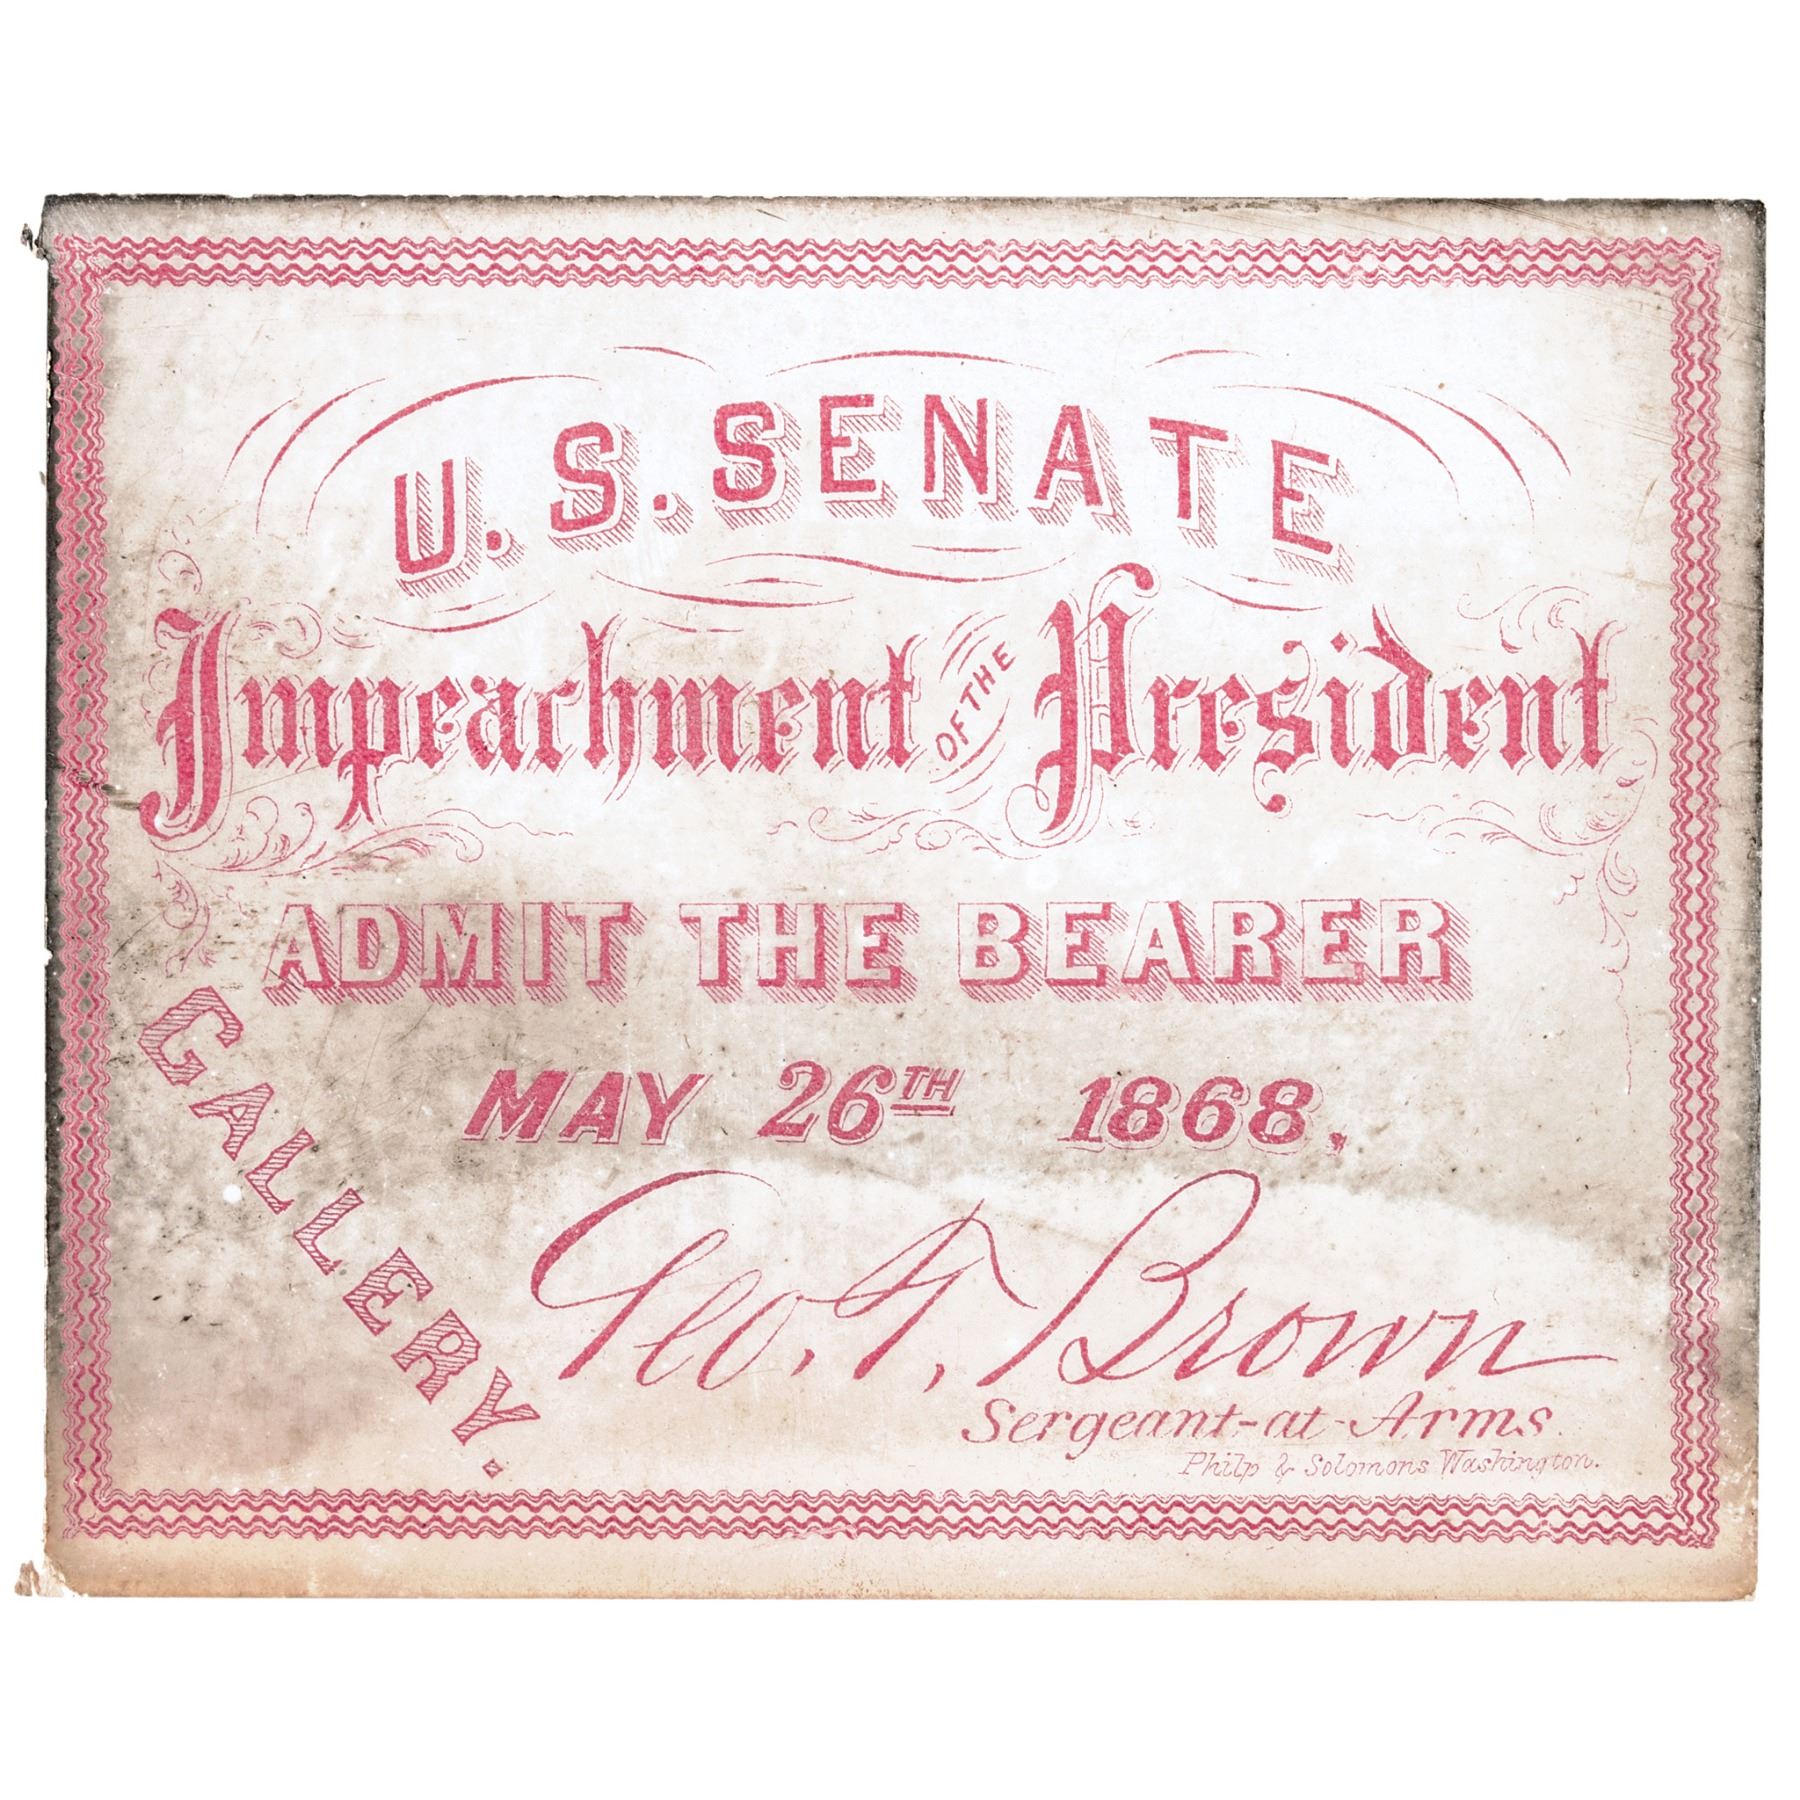 U. S. SENATE
Impeachment OF THE President
ADMIT THE BEARER
GALLERY.
MAY 26TH 1868,
Geo. T. Brown
Sergeant-at-Arms.
Philp & Solomons Washington.